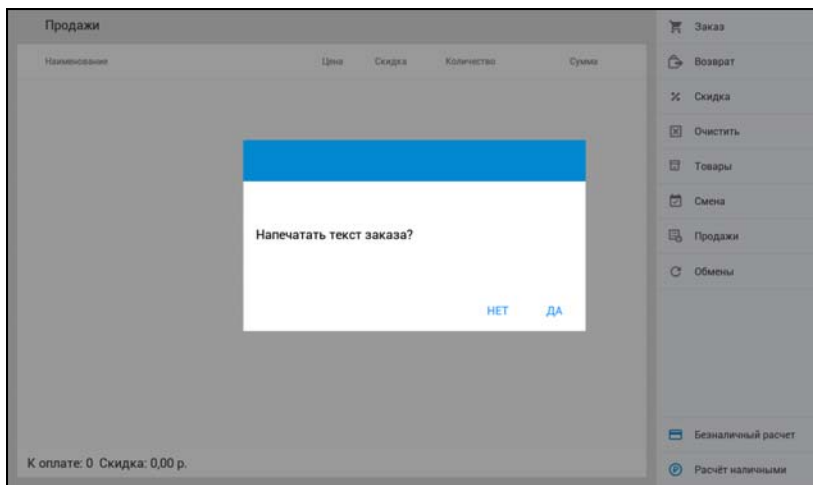 Продажи
Наименование Цена Скидка Количество Сумма
Напечатать текст заказа?
НЕТ ДА
К оплате: 0 Скидка: 0,00 р.
Заказ
Возврат
Скидка
Очистить
Товары
Смена
Продажи
Обмены
Безналичный расчет
Расчёт наличными